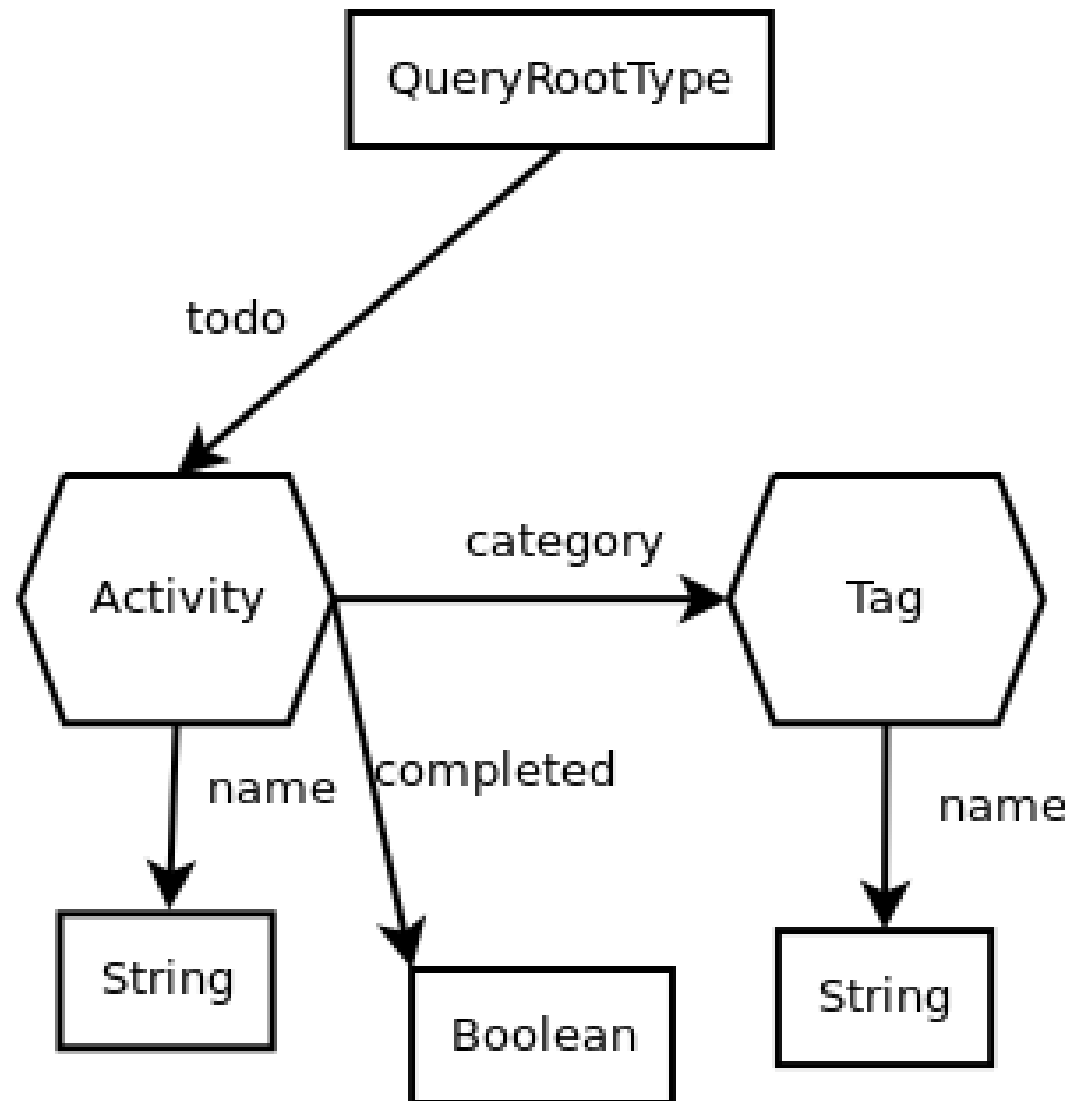 QueryRootType
todo
category
Activity
Tag
completed
name
name
String
String
Boolean